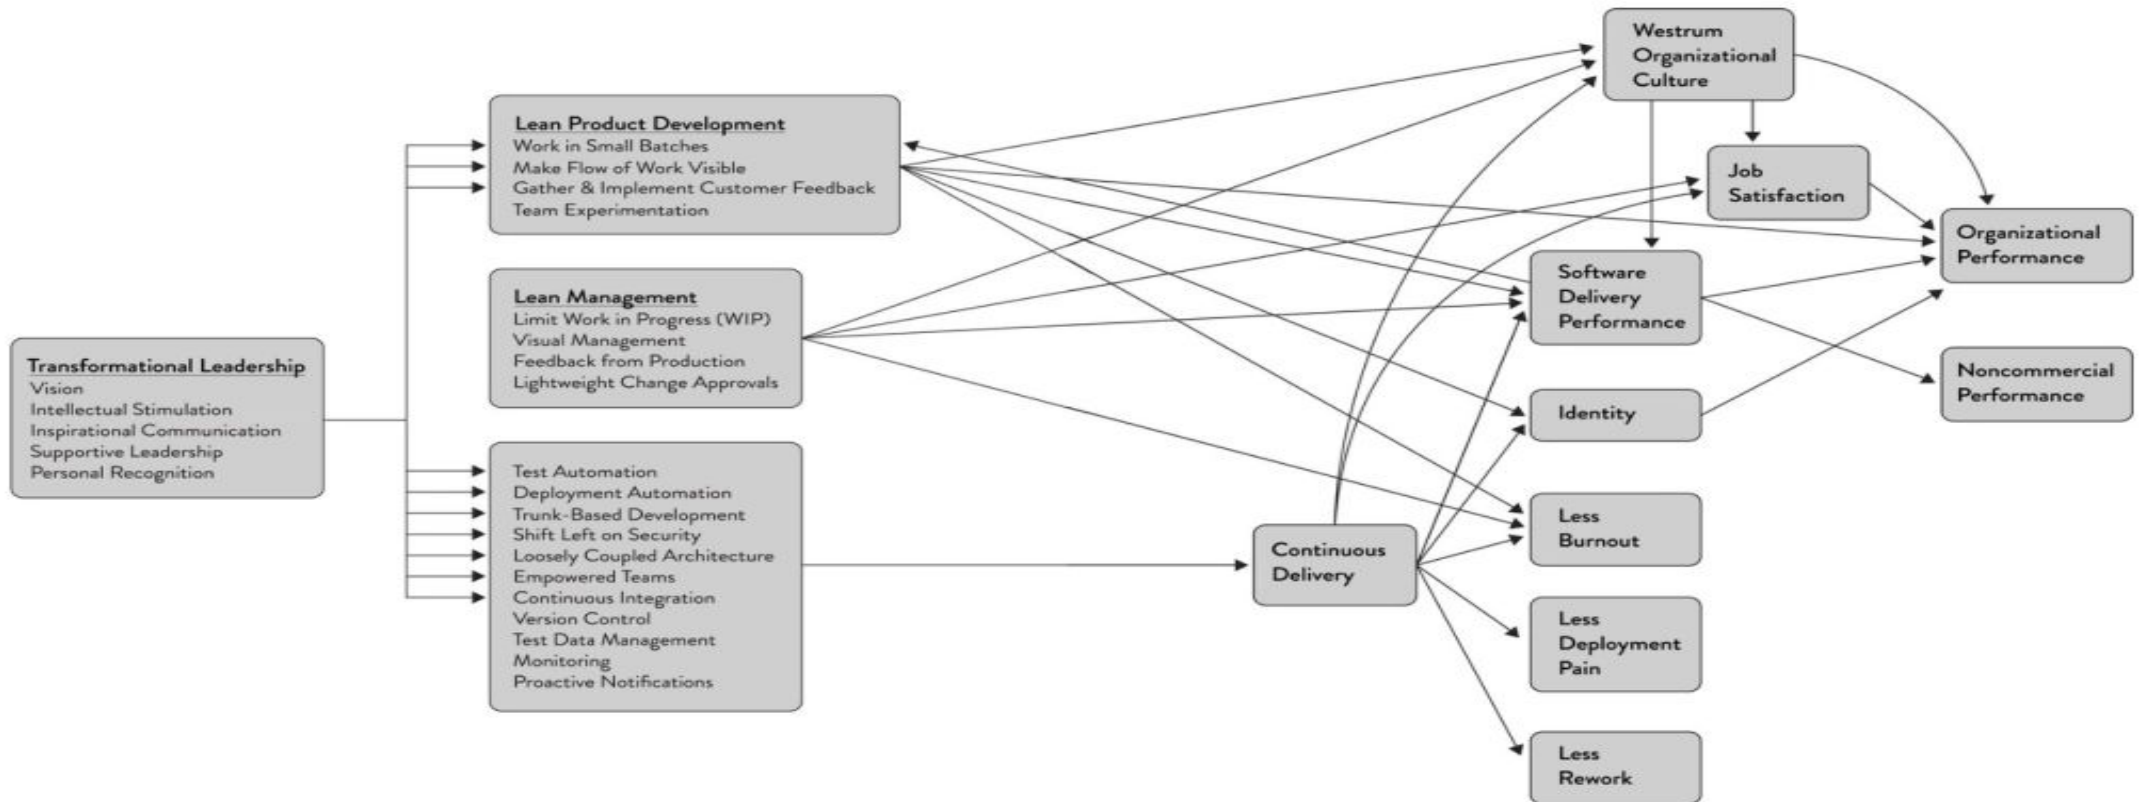 Transformational Leadership
Vision
Intellectual Stimulation
Inspirational Communication
Supportive Leadership
Personal Recognition
Lean Product Development
Work in Small Batches
Make Flow of Work Visible
Gather & Implement Customer Feedback
Team Experimentation
Lean Management
Limit Work in Progress (WIP)
Visual Management
Feedback from Production
Lightweight Change Approvals
Test Automation
Deployment Automation
Trunk-Based Development
Shift Left on Security
Loosely Coupled Architecture
Empowered Teams
Continuous Integration
Version Control
Test Data Management
Monitoring
Proactive Notifications
Continuous
Delivery
Westrum
Organizational
Culture
Job
Satisfaction
Software
Delivery
Performance
Identity
Less
Burnout
Less
Deployment
Pain
Less
Rework
Organizational
Performance
Noncommercial
Performance